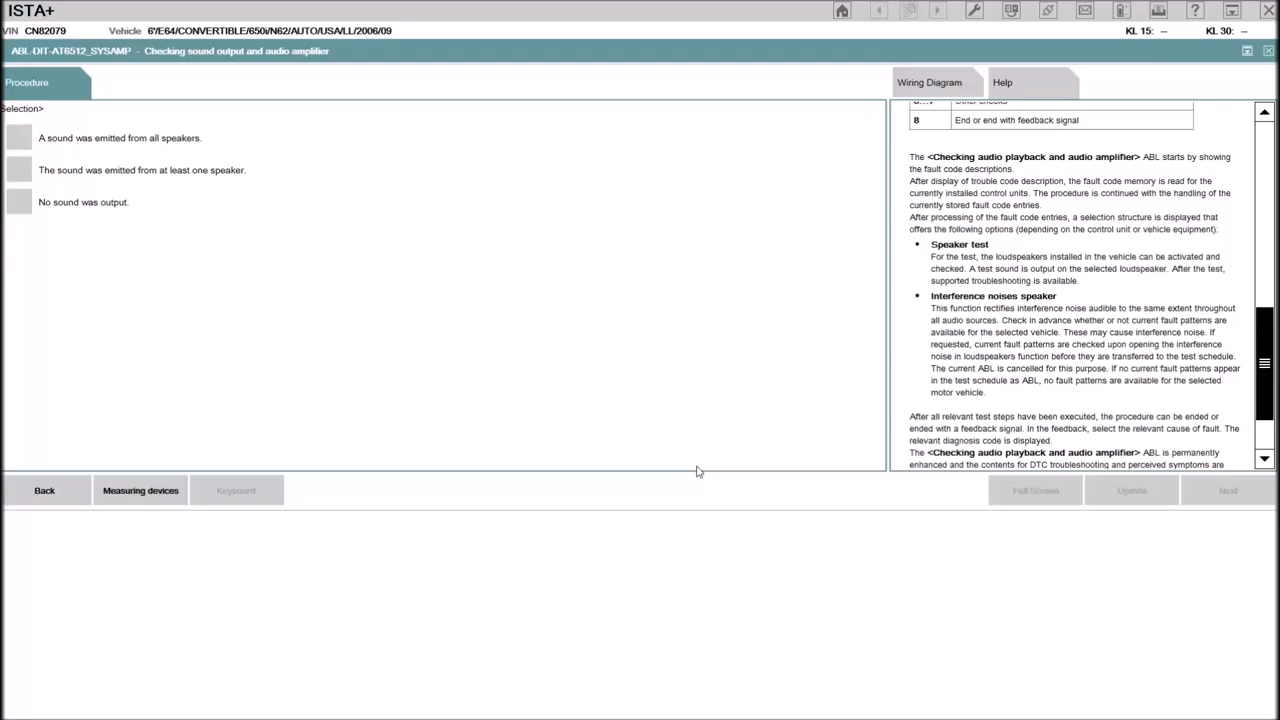 ISTA+
VIN CN82079 Vehicle 6'/E64/CONVERTIBLE/650i/N62/AUTO/USA/LL/2006/09 KL 15: -- KL 30: --
ABL-DIT-AT6512_SYSAMP - Checking sound output and audio amplifier
Procedure
Wiring Diagram
Help
Selection>
A sound was emitted from all speakers.
The sound was emitted from at least one speaker.
No sound was output.
8 End or end with feedback signal
The <Checking audio playback and audio amplifier> ABL starts by showing
the fault code descriptions.
After display of trouble code description, the fault code memory is read for the
currently installed control units. The procedure is continued with the handling of the
currently stored fault code entries.
After processing of the fault code entries, a selection structure is displayed that
offers the following options (depending on the control unit or vehicle equipment):
• Speaker test
For the test, the loudspeakers installed in the vehicle can be activated and
checked. A test sound is output on the selected loudspeaker. After the test,
supported troubleshooting is available.
• Interference noises speaker
This function rectifies interference noise audible to the same extent throughout
all audio sources. Check in advance whether or not current fault patterns are
available for the selected vehicle. These may cause interference noise. If
requested, current fault patterns are checked upon opening the interference
noise in loudspeakers function before they are transferred to the test schedule.
The current ABL is cancelled for this purpose. If no current fault patterns appear
in the test schedule as ABL, no fault patterns are available for the selected
motor vehicle.
After all relevant test steps have been executed, the procedure can be ended or
ended with a feedback signal. In the feedback, select the relevant cause of fault. The
relevant diagnosis code is displayed.
The <Checking audio playback and audio amplifier> ABL is permanently
enhanced and the contents for DTC troubleshooting and perceived symptoms are
Back
Measuring devices
Keyboard
Full Screen
Update
Next